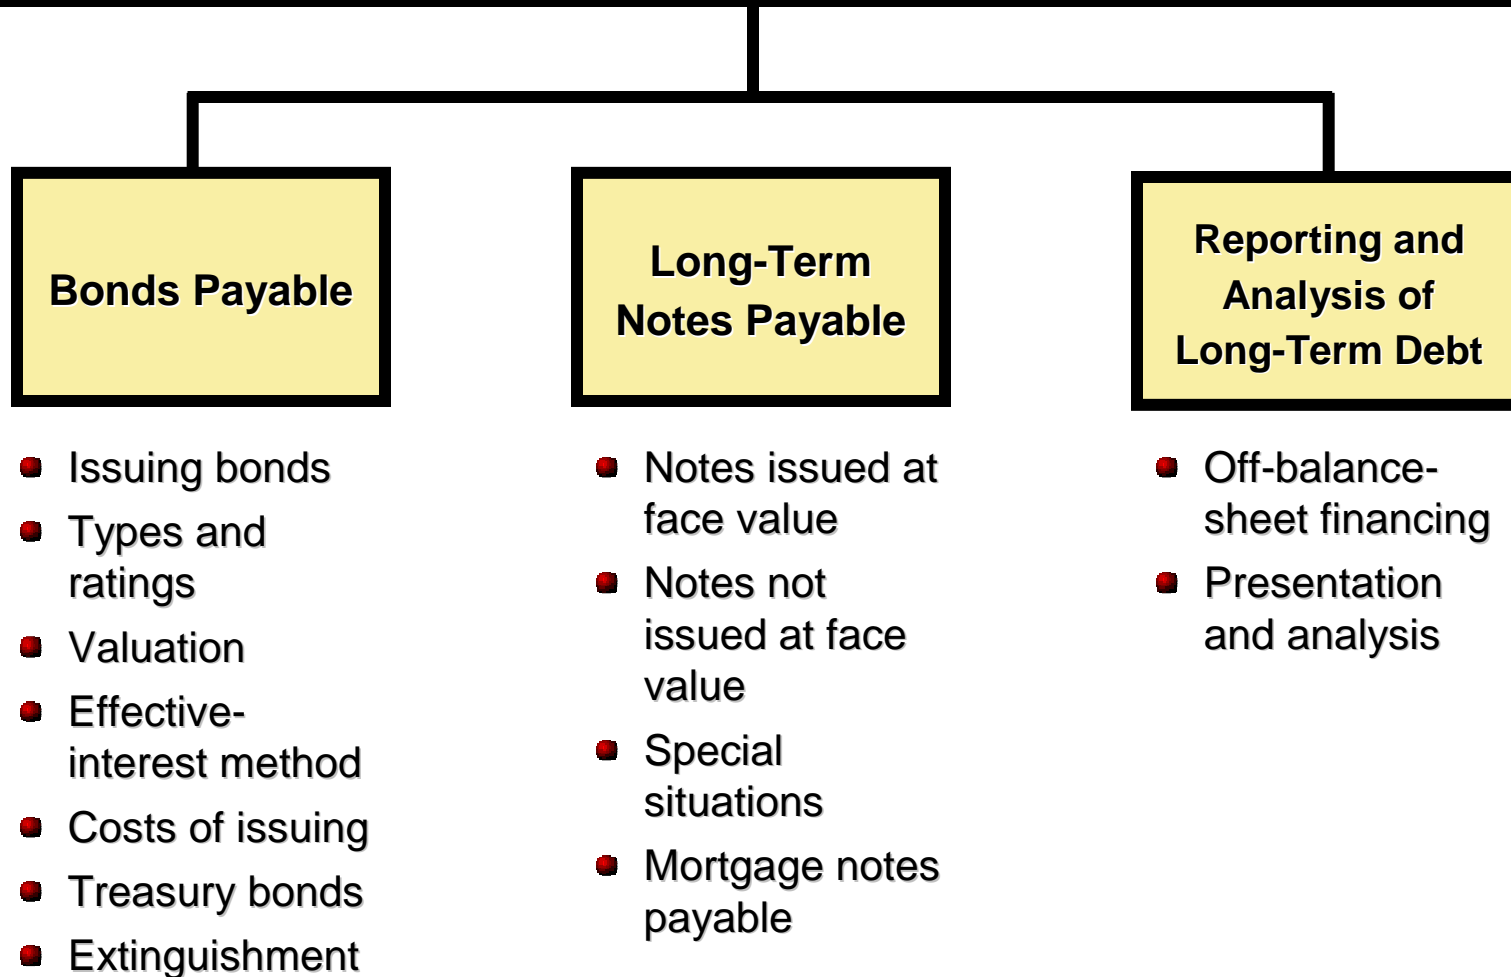 Bonds Payable
Long-Term
Notes Payable
Reporting and
Analysis of
Long-Term Debt
Issuing bonds
Types and
ratings
Valuation
Effective-
interest method
Costs of issuing
Treasury bonds
Extinguishment
Notes issued at
face value
Notes not
issued at face
value
Special
situations
Mortgage notes
payable
Off-balance-
sheet financing
Presentation
and analysis